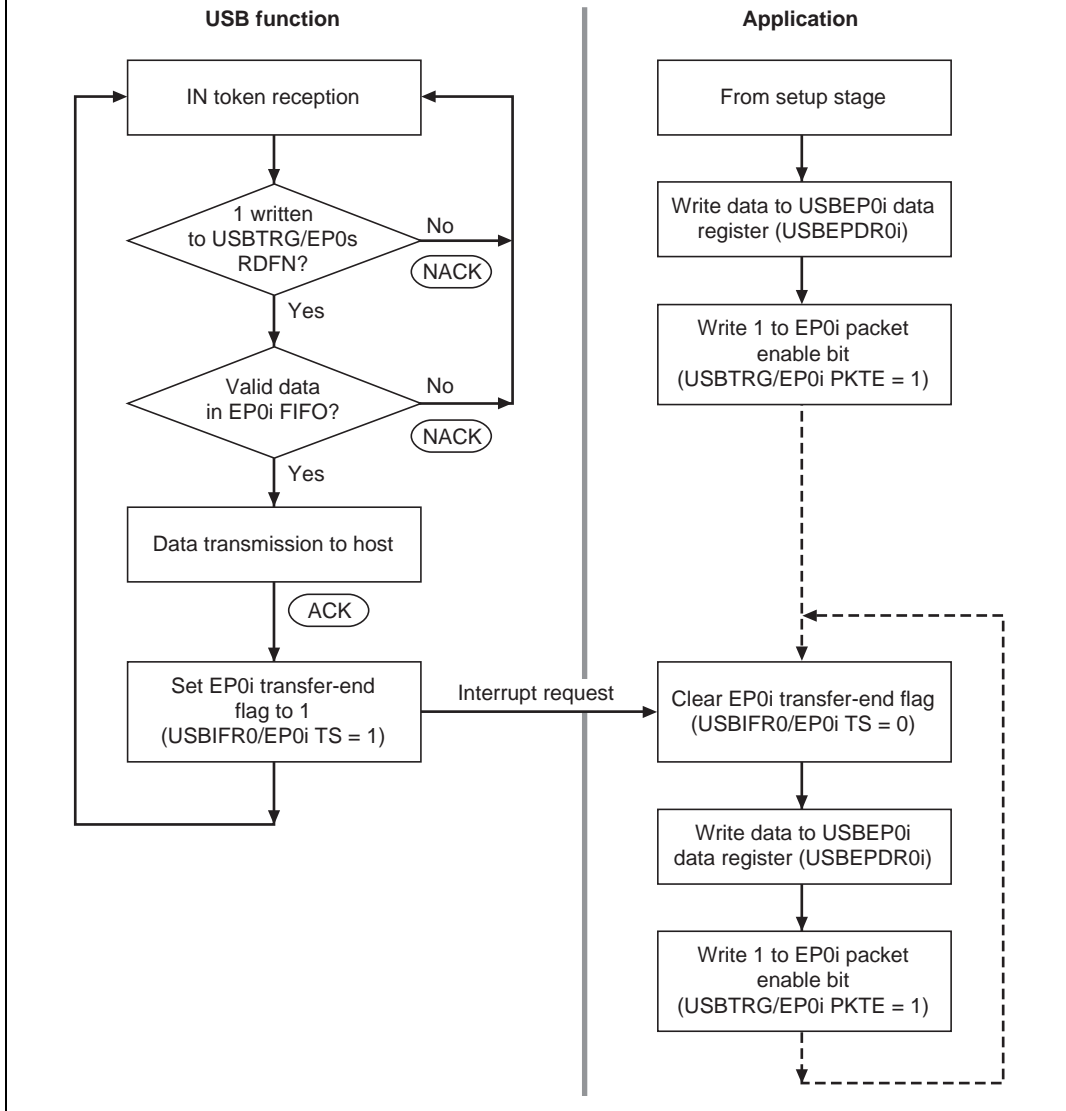 USB function
Application
IN token reception
From setup stage
1 written
to USBTRG/EP0s
RDFN?
No
NACK
Yes
Write data to USBEP0i data
register (USBEPDR0i)
Write 1 to EP0i packet
enable bit
(USBTRG/EP0i PKTE = 1)
Valid data
in EP0i FIFO?
No
NACK
Yes
Data transmission to host
ACK
Set EP0i transfer-end
flag to 1
(USBIFR0/EP0i TS = 1)
Interrupt request
Clear EP0i transfer-end flag
(USBIFR0/EP0i TS = 0)
Write data to USBEP0i
data register (USBEPDR0i)
Write 1 to EP0i packet
enable bit
(USBTRG/EP0i PKTE = 1)